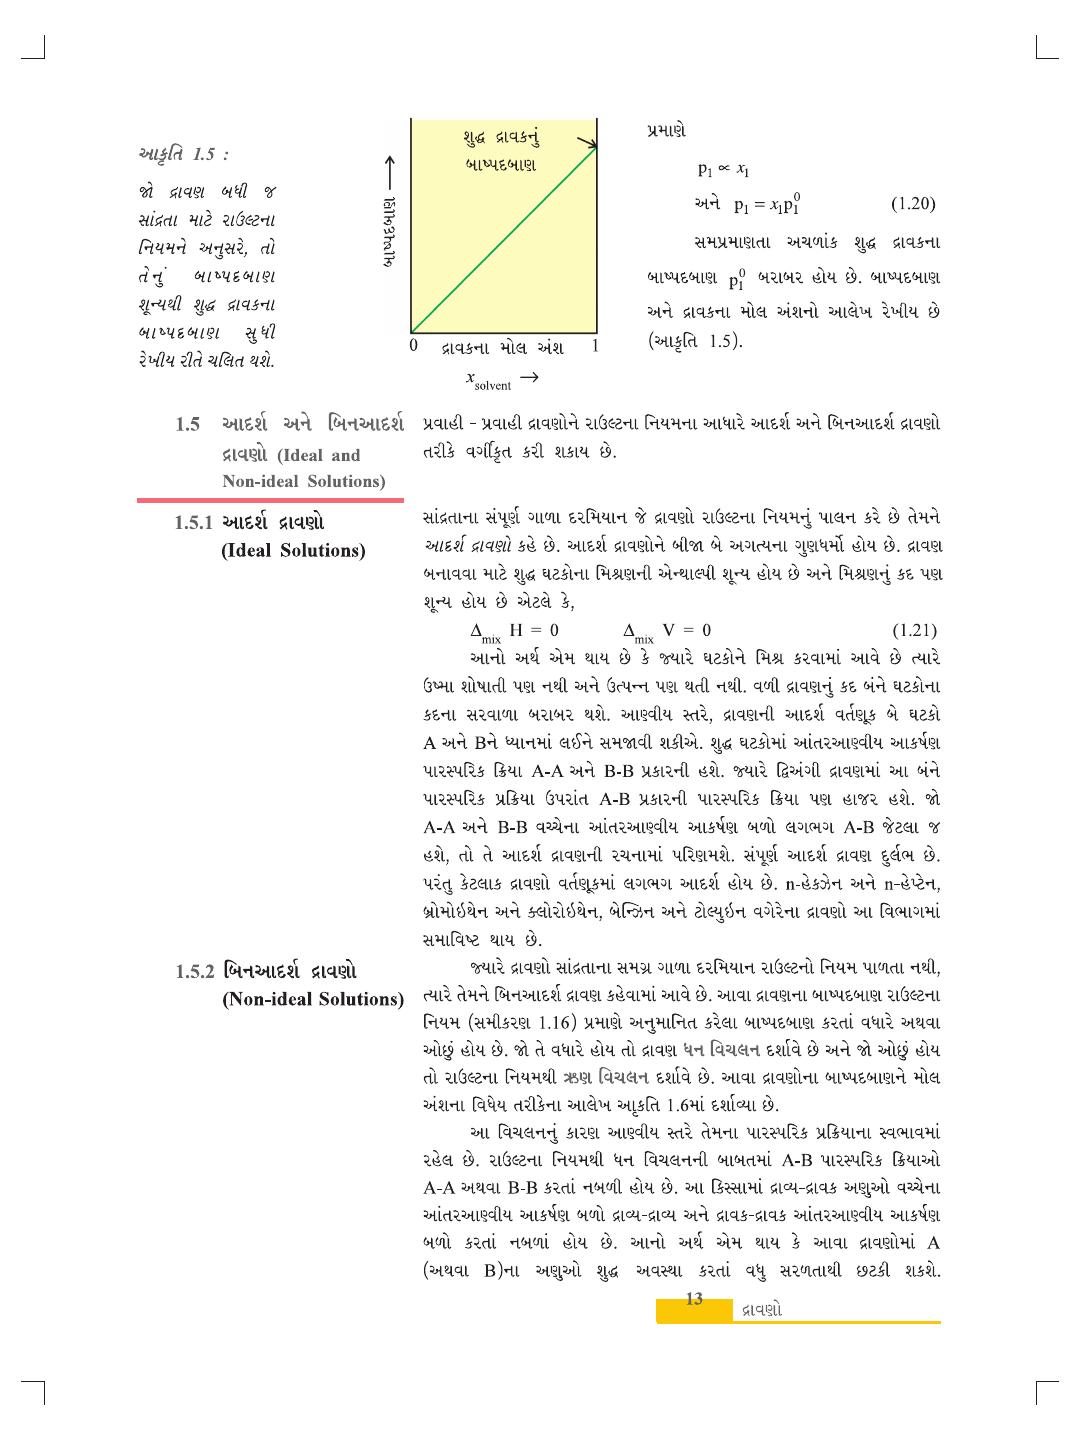 આકૃતિ 1.5 :
જો દ્રાવણ બધી જ
સાંદ્રતા માટે રાઉલ્ટના
નિયમને અનુસરે, તો
તેનું બાષ્પદબાણ
શૂન્યથી શુદ્ધ દ્રાવકના
બાષ્પદબાણ સુધી
રેખીય રીતે ચલિત થશે.
શુદ્ધ દ્રાવકનું
બાષ્પદબાણ
બાષ્પદબાણ
0 દ્રાવકના મોલ અંશ 1
x solvent →
પ્રમાણે
p₁ ∝ x₁
અને p₁ = x₁p₁⁰ (1.20)
સમપ્રમાણતા અચળાંક શુદ્ધ દ્રાવકના
બાષ્પદબાણ p₁⁰ બરાબર હોય છે. બાષ્પદબાણ
અને દ્રાવકના મોલ અંશનો આલેખ રેખીય છે
(આકૃતિ 1.5).
1.5 આદર્શ અને બિનઆદર્શ
દ્રાવણો (Ideal and
Non-ideal Solutions)
પ્રવાહી - પ્રવાહી દ્રાવણોને રાઉલ્ટના નિયમના આધારે આદર્શ અને બિનઆદર્શ દ્રાવણો
તરીકે વર્ગીકૃત કરી શકાય છે.
1.5.1 આદર્શ દ્રાવણો
(Ideal Solutions)
સાંદ્રતાના સંપૂર્ણ ગાળા દરમિયાન જે દ્રાવણો રાઉલ્ટના નિયમનું પાલન કરે છે તેમને
આદર્શ દ્રાવણો કહે છે. આદર્શ દ્રાવણોને બીજા બે અગત્યના ગુણધર્મો હોય છે. દ્રાવણ
બનાવવા માટે શુદ્ધ ઘટકોના મિશ્રણની એન્થાલ્પી શૂન્ય હોય છે અને મિશ્રણનું કદ પણ
શૂન્ય હોય છે એટલે કે,
Δmix H = 0 Δmix V = 0 (1.21)
આનો અર્થ એમ થાય છે કે જ્યારે ઘટકોને મિશ્ર કરવામાં આવે છે ત્યારે
ઉષ્મા શોષાતી પણ નથી અને ઉત્પન્ન પણ થતી નથી. વળી દ્રાવણનું કદ બંને ઘટકોના
કદના સરવાળા બરાબર થશે. આણ્વીય સ્તરે, દ્રાવણની આદર્શ વર્તણૂક બે ઘટકો
A અને Bને ધ્યાનમાં લઈને સમજાવી શકીએ. શુદ્ધ ઘટકોમાં આંતરઆણ્વીય આકર્ષણ
પારસ્પરિક ક્રિયા A-A અને B-B પ્રકારની હશે. જ્યારે દ્વિઅંગી દ્રાવણમાં આ બંને
પારસ્પરિક પ્રક્રિયા ઉપરાંત A-B પ્રકારની પારસ્પરિક ક્રિયા પણ હાજર હશે. જો
A-A અને B-B વચ્ચેના આંતરઆણ્વીય આકર્ષણ બળો લગભગ A-B જેટલા જ
હશે, તો તે આદર્શ દ્રાવણની રચનામાં પરિણમશે. સંપૂર્ણ આદર્શ દ્રાવણ દુર્લભ છે.
પરંતુ કેટલાક દ્રાવણો વર્તણૂકમાં લગભગ આદર્શ હોય છે. n-હેકઝેન અને n-હેપ્ટેન,
બ્રોમોઇથેન અને ક્લોરોઇથેન, બેન્ઝિન અને ટોલ્યુઇન વગેરેના દ્રાવણો આ વિભાગમાં
સમાવિષ્ટ થાય છે.
1.5.2 બિનઆદર્શ દ્રાવણો
(Non-ideal Solutions)
જ્યારે દ્રાવણો સાંદ્રતાના સમગ્ર ગાળા દરમિયાન રાઉલ્ટનો નિયમ પાળતા નથી,
ત્યારે તેમને બિનઆદર્શ દ્રાવણ કહેવામાં આવે છે. આવા દ્રાવણના બાષ્પદબાણ રાઉલ્ટના
નિયમ (સમીકરણ 1.16) પ્રમાણે અનુમાનિત કરેલા બાષ્પદબાણ કરતાં વધારે અથવા
ઓછું હોય છે. જો તે વધારે હોય તો દ્રાવણ ધન વિચલન દર્શાવે છે અને જો ઓછું હોય
તો રાઉલ્ટના નિયમથી ઋણ વિચલન દર્શાવે છે. આવા દ્રાવણોના બાષ્પદબાણને મોલ
અંશના વિધેય તરીકેના આલેખ આૃકતિ 1.6માં દર્શાવ્યા છે.
આ વિચલનનું કારણ આણ્વીય સ્તરે તેમના પારસ્પરિક પ્રક્રિયાના સ્વભાવમાં
રહેલ છે. રાઉલ્ટના નિયમથી ધન વિચલનની બાબતમાં A-B પારસ્પરિક ક્રિયાઓ
A-A અથવા B-B કરતાં નબળી હોય છે. આ કિસ્સામાં દ્રાવ્ય-દ્રાવક અણુઓ વચ્ચેના
આંતરઆણ્વીય આકર્ષણ બળો દ્રાવ્ય-દ્રાવ્ય અને દ્રાવક-દ્રાવક આંતરઆણ્વીય આકર્ષણ
બળો કરતાં નબળાં હોય છે. આનો અર્થ એમ થાય કે આવા દ્રાવણોમાં A
(અથવા B)ના અણુઓ શુદ્ધ અવસ્થા કરતાં વધુ સરળતાથી છટકી શકશે.
13 દ્રાવણો